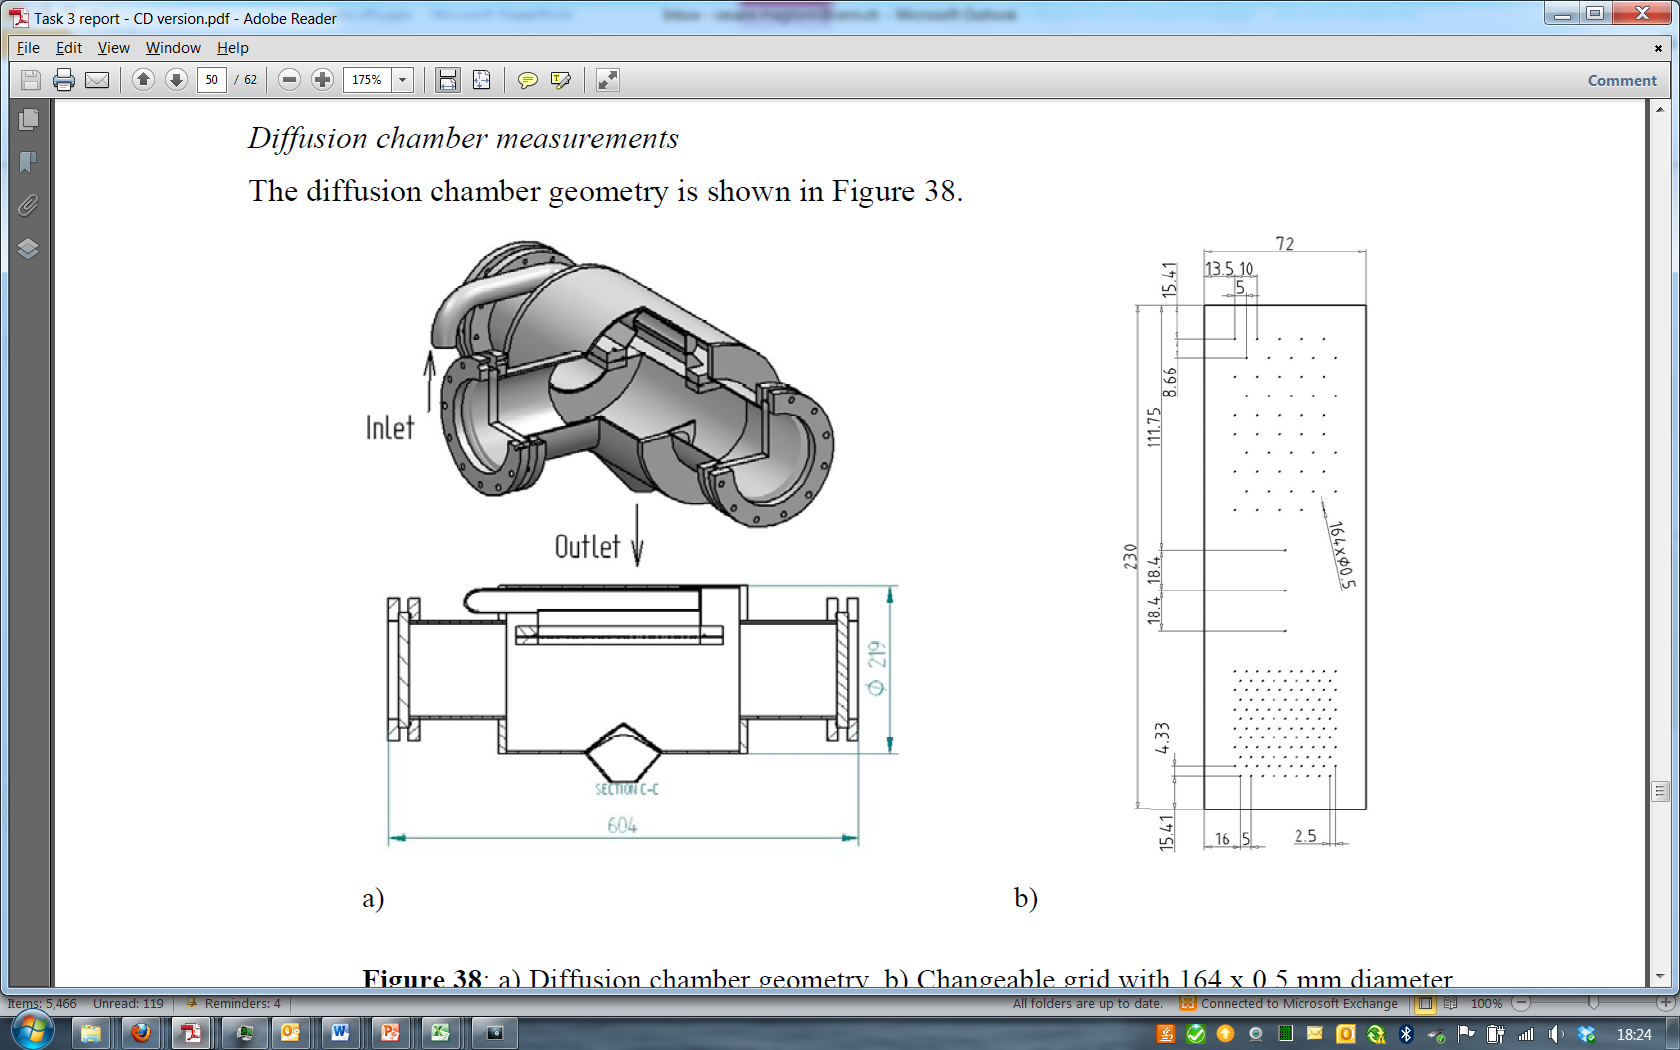 Task 3 report - CD version.pdf - Adobe Reader
File Edit View Window Help
50 / 62 175% Comment
Diffusion chamber measurements
The diffusion chamber geometry is shown in Figure 38.
Inlet
Outlet
SECTION C-C
Ø 219
604
72
13.5 10
5
15.41
8.66
111.75
18.4
18.4
230
164xø0.5
4.33
15.41
16 5 2.5
a) b)
Figure 38: a) Diffusion chamber geometry b) Changeable grid with 164 x 0.5 mm diameter
Items: 5,466 Unread: 119 Reminders: 4 All folders are up to date. Connected to Microsoft Exchange 100%
18:24